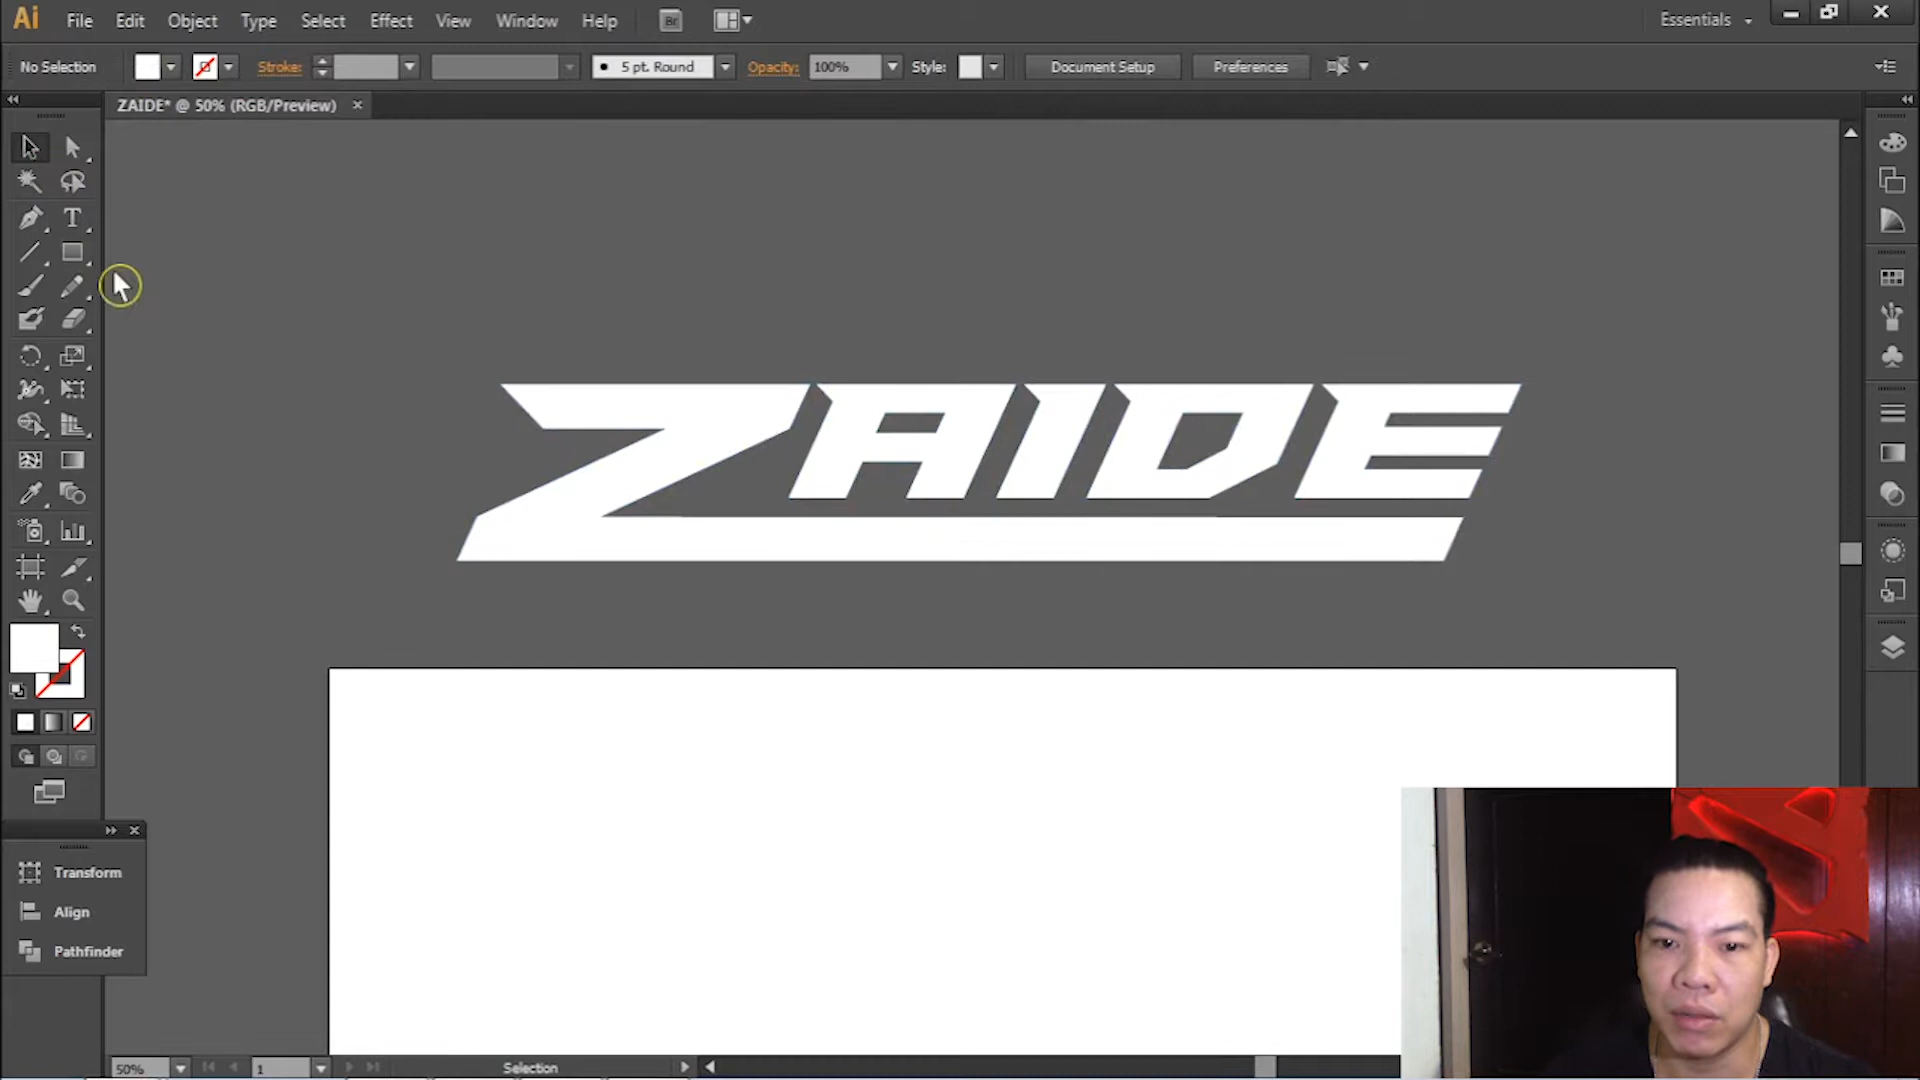 Ai File Edit Object Type Select Effect View Window Help Br Essentials
No Selection Stroke: 5 pt. Round Opacity: 100% Style: Document Setup Preferences
ZAIDE* @ 50% (RGB/Preview)
T
ZAIDE
Transform
Align
Pathfinder
50% 1 Selection